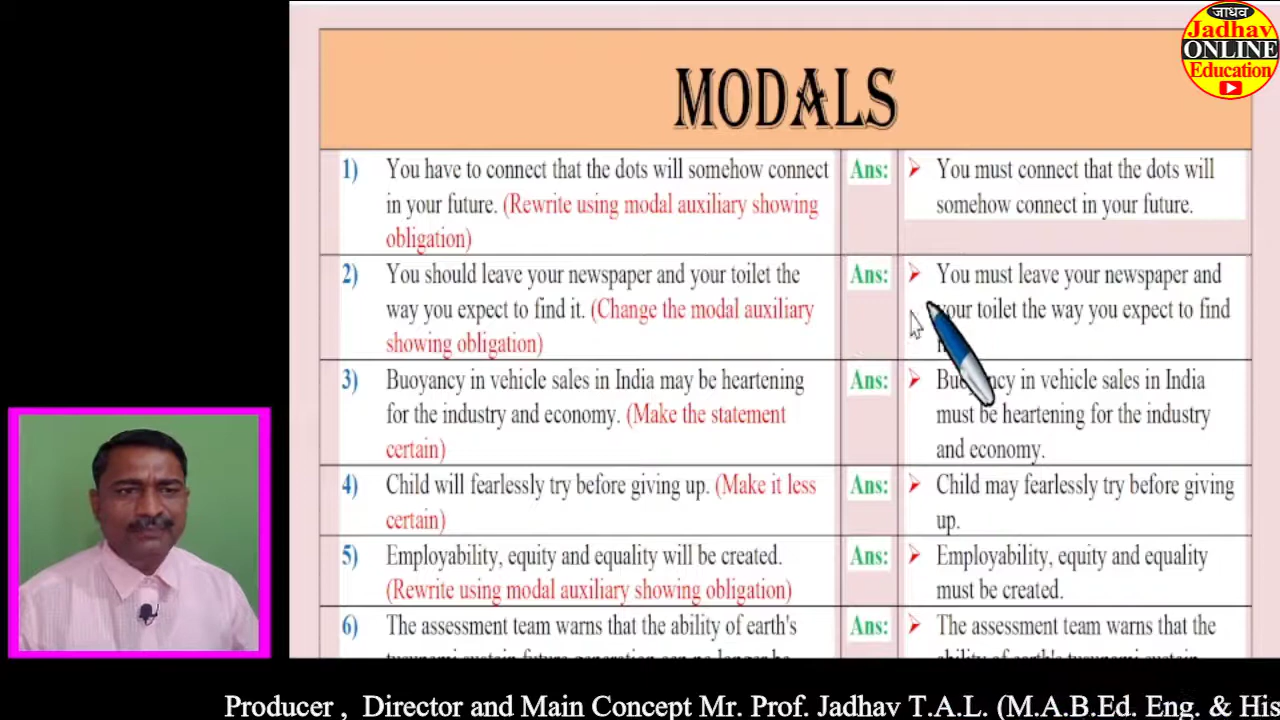 जाधव
Jadhav
ONLINE
Education
MODALS
1) You have to connect that the dots will somehow connect
in your future. (Rewrite using modal auxiliary showing
obligation)
Ans: ➢ You must connect that the dots will
somehow connect in your future.
2) You should leave your newspaper and your toilet the
way you expect to find it. (Change the modal auxiliary
showing obligation)
Ans: ➢ You must leave your newspaper and
your toilet the way you expect to find
3) Buoyancy in vehicle sales in India may be heartening
for the industry and economy. (Make the statement
certain)
Ans: ➢ Buoyancy in vehicle sales in India
must be heartening for the industry
and economy.
4) Child will fearlessly try before giving up. (Make it less
certain)
Ans: ➢ Child may fearlessly try before giving
up.
5) Employability, equity and equality will be created.
(Rewrite using modal auxiliary showing obligation)
Ans: ➢ Employability, equity and equality
must be created.
6) The assessment team warns that the ability of earth's
Ans: ➢ The assessment team warns that the
Producer , Director and Main Concept Mr. Prof. Jadhav T.A.L. (M.A.B.Ed. Eng. & His